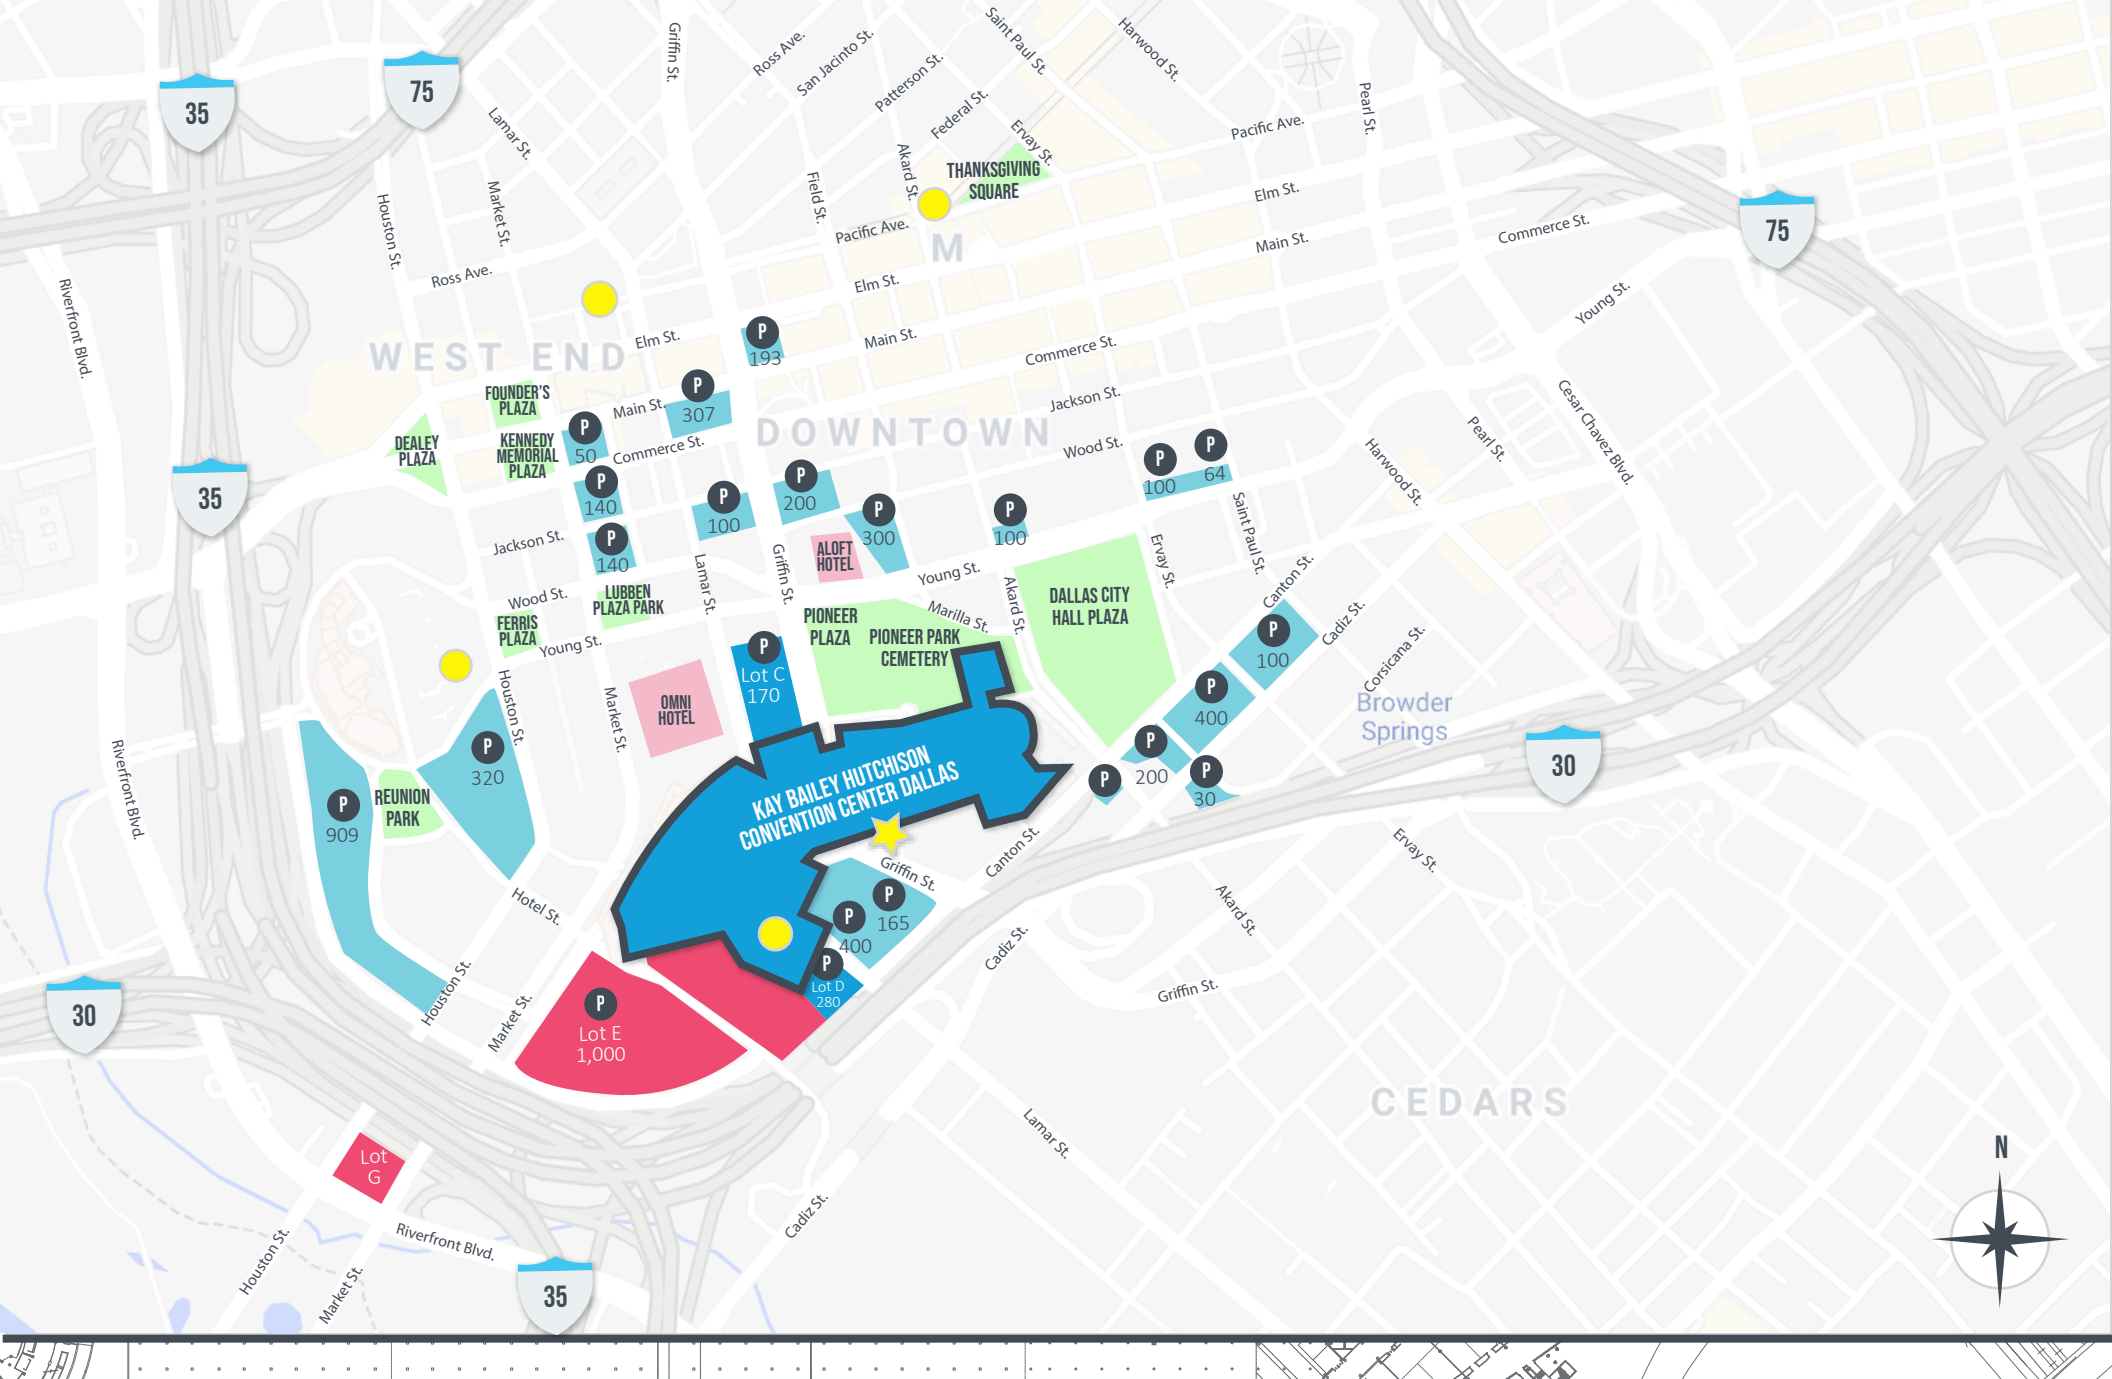 Griffin St.
Ross Ave.
San Jacinto St.
Saint Paul St.
Harwood St.
35
75
Lamar St.
Patterson St.
Federal St.
Ervay St.
Pearl St.
Pacific Ave.
Akard St.
THANKSGIVING
SQUARE
Houston St.
Market St.
Field St.
Pacific Ave.
M
Elm St.
Main St.
Commerce St.
75
Riverfront Blvd.
Ross Ave.
Elm St.
Young St.
WEST END
Elm St.
P
193
Main St.
Commerce St.
FOUNDER'S
PLAZA
Main St.
P
307
Jackson St.
Cesar Chavez Blvd.
DEALEY
PLAZA
KENNEDY
MEMORIAL
PLAZA
P
50
Commerce St.
DOWNTOWN
Wood St.
Pearl St.
Harwood St.
35
P
140
P
100
P
200
P
300
P
100
P
100
P
64
Saint Paul St.
Jackson St.
P
140
Lamar St.
Griffin St.
ALOFT
HOTEL
Young St.
Akard St.
Ervay St.
Canton St.
Wood St.
LUBBEN
PLAZA PARK
FERRIS
PLAZA
Young St.
PIONEER
PLAZA
Marilla St.
PIONEER PARK
CEMETERY
DALLAS CITY
HALL PLAZA
Cadiz St.
Corsicana St.
P
100
Houston St.
Market St.
OMNI
HOTEL
P
Lot C
170
P
400
Browder
Springs
30
Riverfront Blvd.
P
320
P
909
REUNION
PARK
KAY BAILEY HUTCHISON
CONVENTION CENTER DALLAS
P
P
200
P
30
Griffin St.
Canton St.
Ervay St.
Hotel St.
P
165
P
400
Akard St.
Cadiz St.
Houston St.
Market St.
30
P
Lot D
280
Griffin St.
P
Lot E
1,000
CEDARS
Lamar St.
Lot
G
N
Riverfront Blvd.
Cadiz St.
Houston St.
Market St.
35